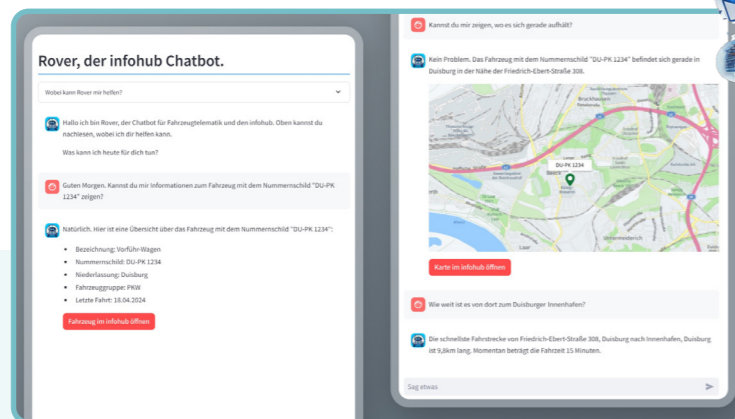 Rover, der infohub Chatbot.
Wobei kann Rover mir helfen?
Hallo ich bin Rover, der Chatbot für Fahrzeugtelematik und den infohub. Oben kannst du
nachlesen, wobei ich dir helfen kann.
Was kann ich heute für dich tun?
Guten Morgen. Kannst du mir Informationen zum Fahrzeug mit dem Nummernschild "DU-PK
1234" zeigen?
Natürlich. Hier ist eine Übersicht über das Fahrzeug mit dem Nummernschild "DU-PK 1234":
• Bezeichnung: Vorführ-Wagen
• Nummernschild: DU-PK 1234
• Niederlassung: Duisburg
• Fahrzeuggruppe: PKW
• Letzte Fahrt: 18.04.2024
Fahrzeug im infohub öffnen
Kannst du mir zeigen, wo es sich gerade aufhält?
Kein Problem. Das Fahrzeug mit dem Nummernschild "DU-PK 1234" befindet sich gerade in
Duisburg in der Nähe der Friedrich-Ebert-Straße 308.
Bruckhausen
DU-PK 1234
Beeck
Laar
Untermeiderich
Karte im infohub öffnen
Wie weit ist es von dort zum Duisburger Innenhafen?
Die schnellste Fahrstrecke von Friedrich-Ebert-Straße 308, Duisburg nach Innenhafen, Duisburg
ist 9,8km lang. Momentan beträgt die Fahrzeit 15 Minuten.
Sag etwas